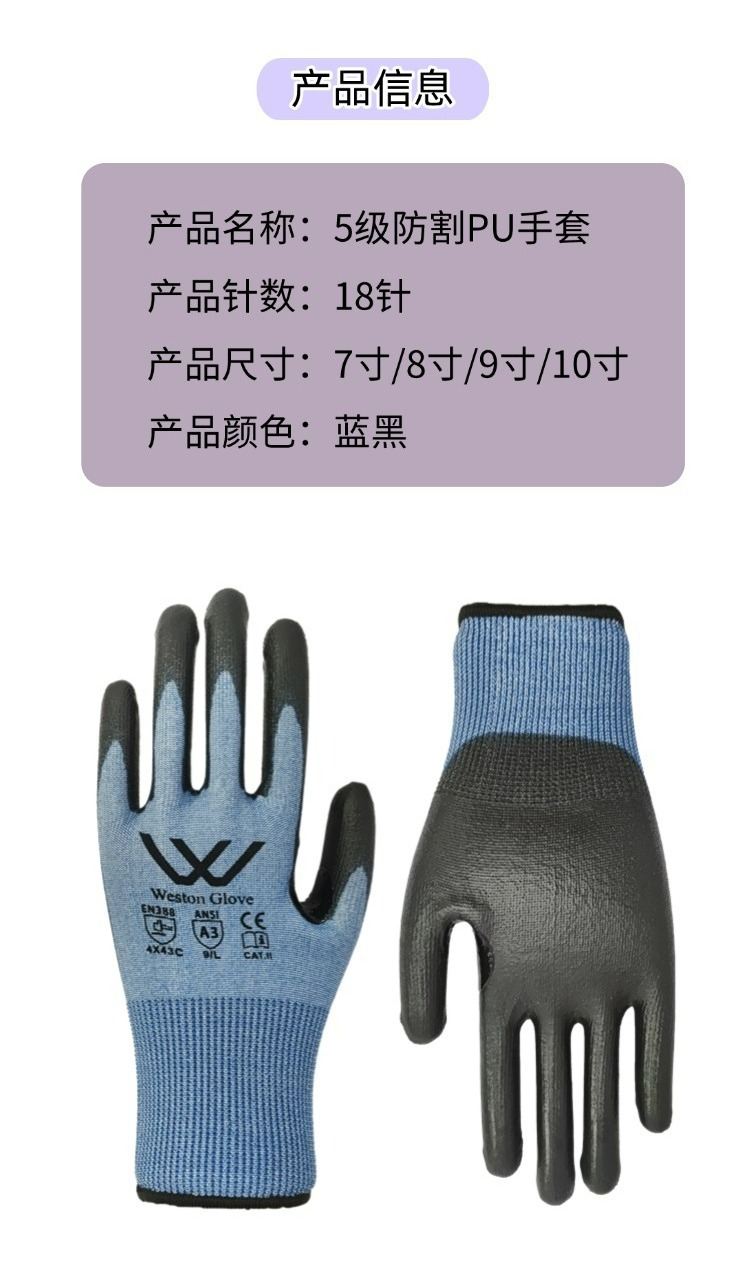 产品信息
产品名称：5级防割PU手套
产品针数：18针
产品尺寸：7寸/8寸/9寸/10寸
产品颜色：蓝黑
Weston Glove
EN388 ANSI CE
A3
4X43C 9/L CAT.II